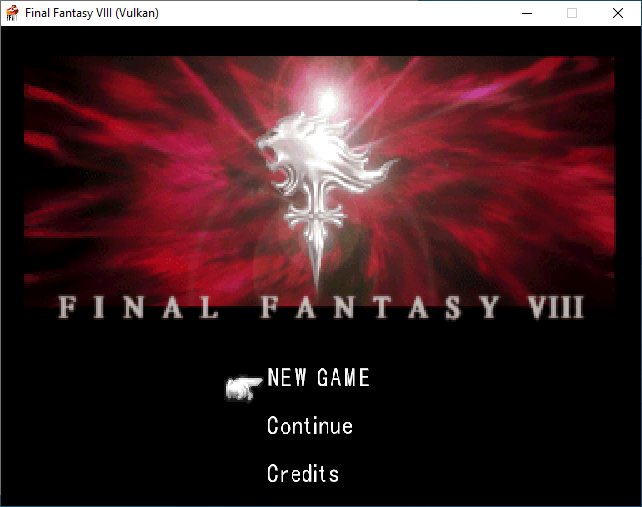 Final Fantasy VIII (Vulkan)
FINAL FANTASY VIII
NEW GAME
Continue
Credits